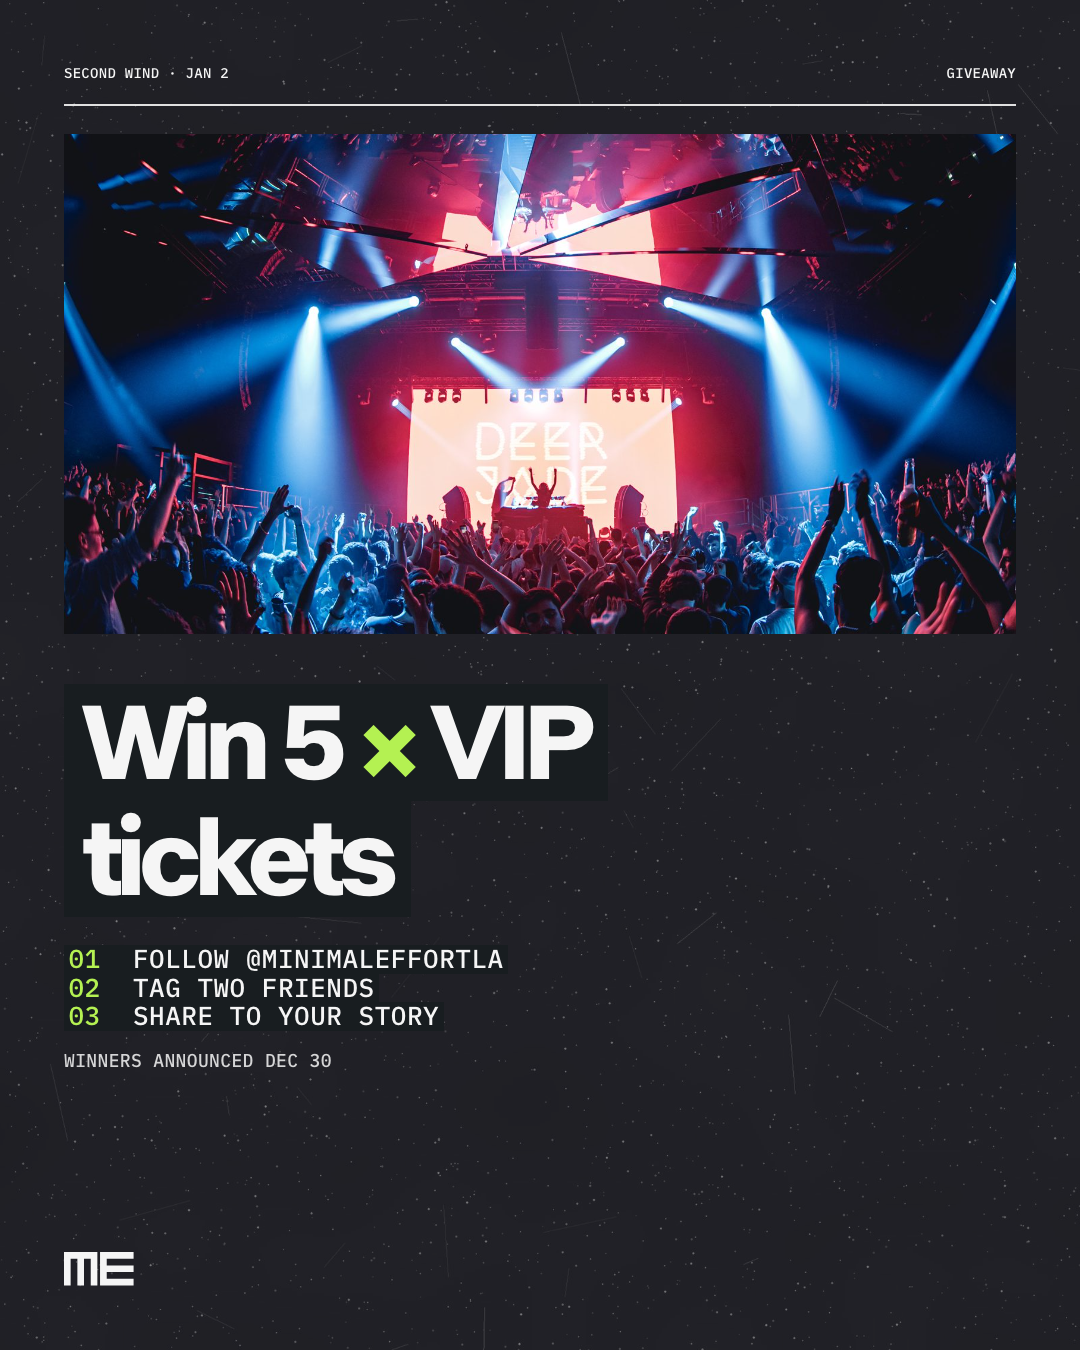 SECOND WIND · JAN 2
GIVEAWAY
DEER
JADE
Win 5 × VIP
tickets
01 FOLLOW @MINIMALEFFORTLA
02 TAG TWO FRIENDS
03 SHARE TO YOUR STORY
WINNERS ANNOUNCED DEC 30
ME